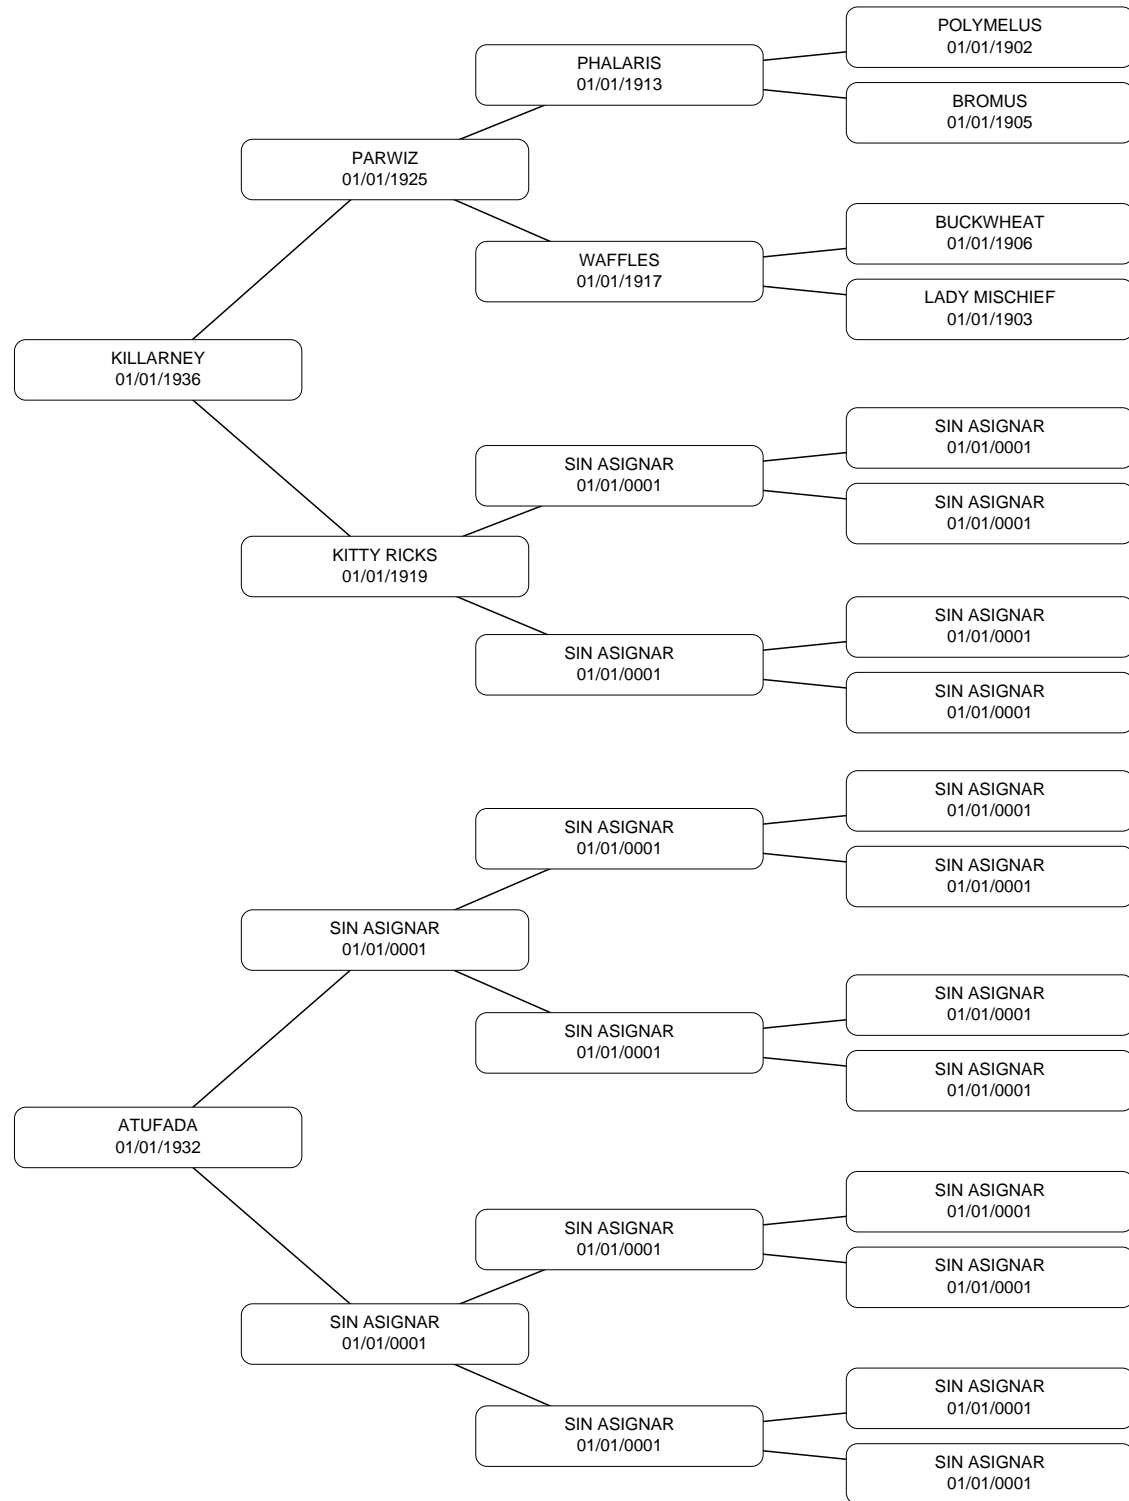 POLYMELUS
01/01/1902
PHALARIS
01/01/1913
BROMUS
01/01/1905
PARWIZ
01/01/1925
BUCKWHEAT
01/01/1906
WAFFLES
01/01/1917
LADY MISCHIEF
01/01/1903
KILLARNEY
01/01/1936
SIN ASIGNAR
01/01/0001
SIN ASIGNAR
01/01/0001
SIN ASIGNAR
01/01/0001
KITTY RICKS
01/01/1919
SIN ASIGNAR
01/01/0001
SIN ASIGNAR
01/01/0001
SIN ASIGNAR
01/01/0001
SIN ASIGNAR
01/01/0001
SIN ASIGNAR
01/01/0001
SIN ASIGNAR
01/01/0001
SIN ASIGNAR
01/01/0001
SIN ASIGNAR
01/01/0001
SIN ASIGNAR
01/01/0001
SIN ASIGNAR
01/01/0001
ATUFADA
01/01/1932
SIN ASIGNAR
01/01/0001
SIN ASIGNAR
01/01/0001
SIN ASIGNAR
01/01/0001
SIN ASIGNAR
01/01/0001
SIN ASIGNAR
01/01/0001
SIN ASIGNAR
01/01/0001
SIN ASIGNAR
01/01/0001